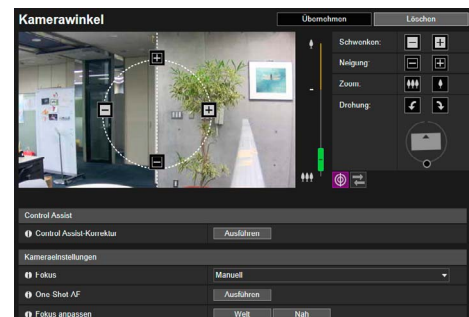 Kamerawinkel
Übernehmen
Löschen
Schwenken:
Neigung:
Zoom:
Drehung:
Control Assist
Control Assist-Korrektur
Ausführen
Kameraeinstellungen
Fokus
Manuell
One Shot AF
Ausführen
Fokus anpassen
Weit
Nah